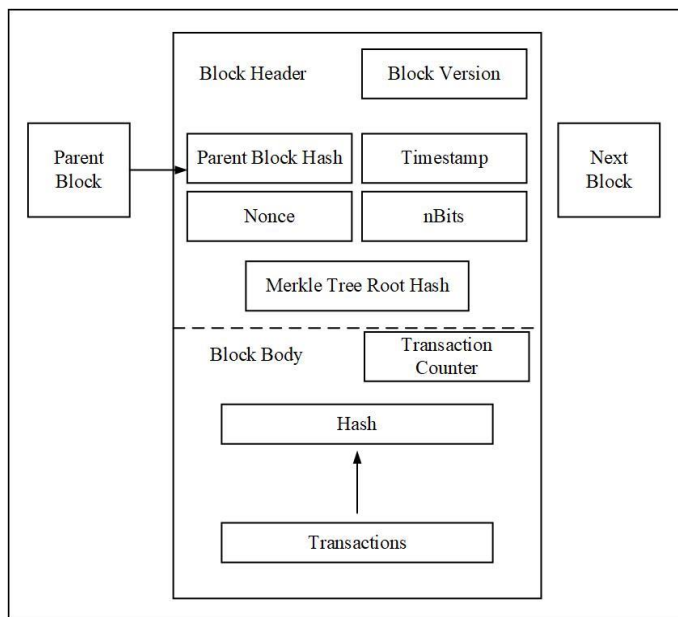 Block Header
Block Version
Parent
Block
Parent Block Hash
Timestamp
Next
Block
Nonce
nBits
Merkle Tree Root Hash
Block Body
Transaction
Counter
Hash
Transactions